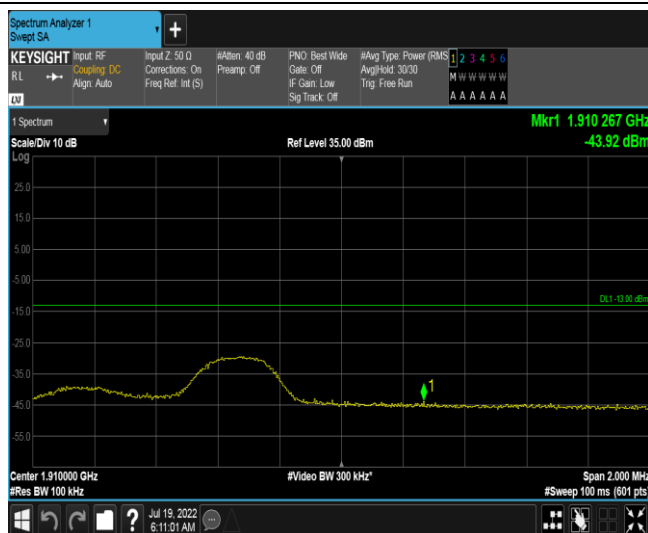 Spectrum Analyzer 1
Swept SA
+
KEYSIGHT
RL
Input: RF
Coupling: DC
Align: Auto
Input Z: 50 Ω
Corrections: On
Freq Ref: Int (S)
#Atten: 40 dB
Preamp: Off
PNO: Best Wide
Gate: Off
IF Gain: Low
Sig Track: Off
#Avg Type: Power (RMS
Avg|Hold: 30/30
Trig: Free Run
1 2 3 4 5 6
M W W W W W
A A A A A A
1 Spectrum
Scale/Div 10 dB
Ref Level 35.00 dBm
Mkr1 1.910 267 GHz
-43.92 dBm
Log
25.0
15.0
5.00
-5.00
-15.0
-25.0
-35.0
-45.0
-55.0
DL1 -13.00 dBm
1
Center 1.910000 GHz
#Res BW 100 kHz
#Video BW 300 kHz*
Span 2.000 MHz
#Sweep 100 ms (601 pts)
?
Jul 19, 2022
6:11:01 AM